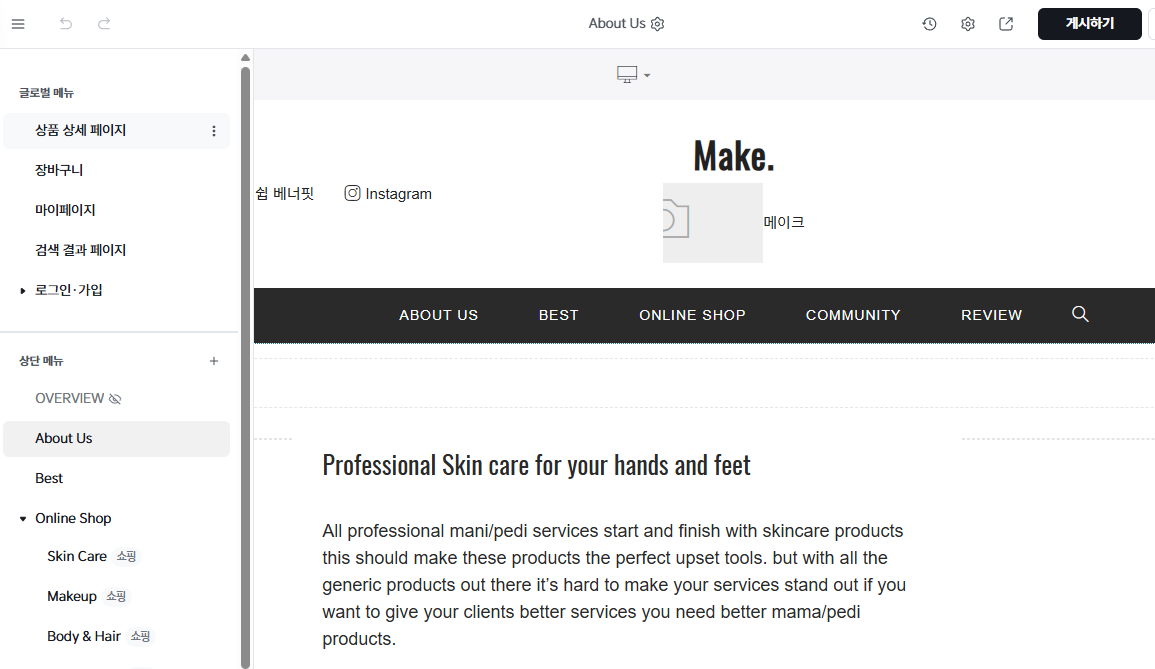 About Us
게시하기
글로벌 메뉴
상품 상세 페이지
장바구니
마이페이지
검색 결과 페이지
로그인·가입
상단 메뉴
OVERVIEW
About Us
Best
Online Shop
Skin Care 쇼핑
Makeup 쇼핑
Body & Hair 쇼핑
Make.
쉽 베너핏
Instagram
메이크
ABOUT US BEST ONLINE SHOP COMMUNITY REVIEW
Professional Skin care for your hands and feet
All professional mani/pedi services start and finish with skincare products
this should make these products the perfect upset tools. but with all the
generic products out there it’s hard to make your services stand out if you
want to give your clients better services you need better mama/pedi
products.